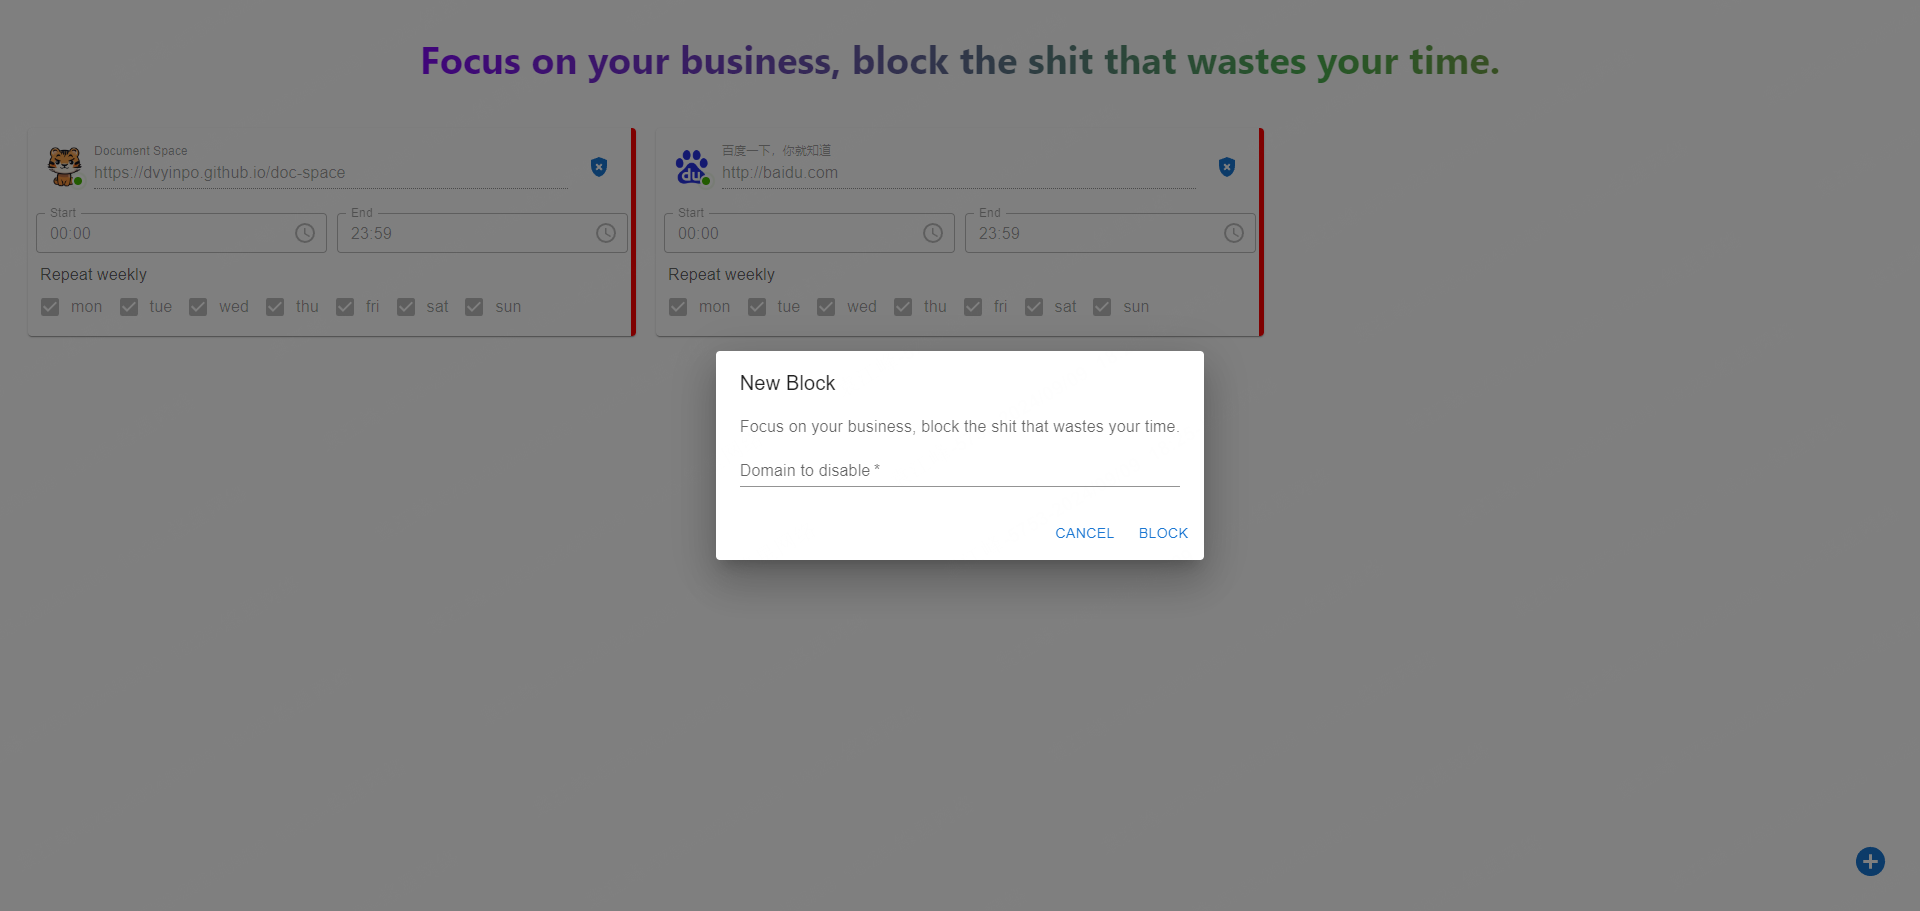 Focus on your business, block the shit that wastes your time.
Document Space
https://dvyinpo.github.io/doc-space
Start
00:00
End
23:59
Repeat weekly
mon tue wed thu fri sat sun
百度一下，你就知道
du
http://baidu.com
Start
00:00
End
23:59
Repeat weekly
mon tue wed thu fri sat sun
New Block
Focus on your business, block the shit that wastes your time.
Domain to disable *
CANCEL BLOCK